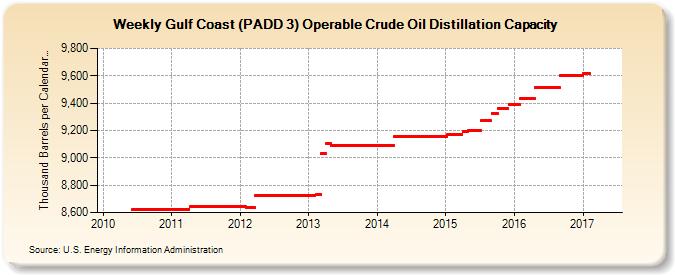 Weekly Gulf Coast (PADD 3) Operable Crude Oil Distillation Capacity
Thousand Barrels per Calendar...
9,800
9,600
9,400
9,200
9,000
8,800
8,600
2010 2011 2012 2013 2014 2015 2016 2017
Source: U.S. Energy Information Administration